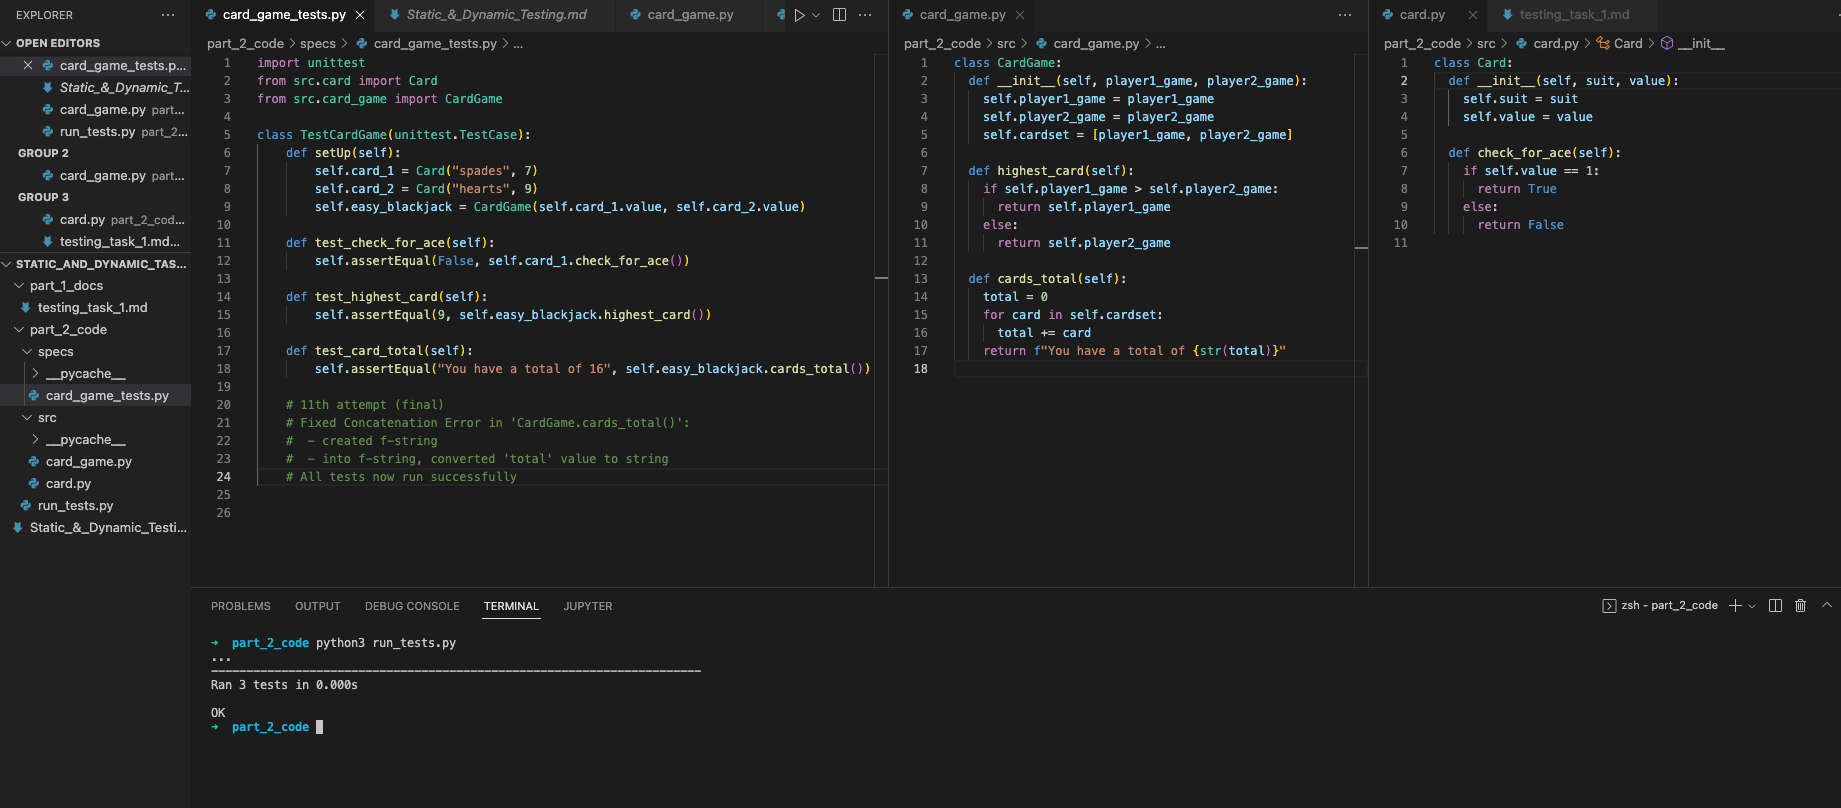 EXPLORER
OPEN EDITORS
card_game_tests.p...
Static_&_Dynamic_T...
card_game.py part...
run_tests.py part_2...
GROUP 2
card_game.py part...
GROUP 3
card.py part_2_cod...
testing_task_1.md...
STATIC_AND_DYNAMIC_TAS...
part_1_docs
testing_task_1.md
part_2_code
specs
__pycache__
card_game_tests.py
src
__pycache__
card_game.py
card.py
run_tests.py
Static_&_Dynamic_Testi...
card_game_tests.py
Static_&_Dynamic_Testing.md
card_game.py
part_2_code > specs > card_game_tests.py > ...
1 import unittest
2 from src.card import Card
3 from src.card_game import CardGame
4
5 class TestCardGame(unittest.TestCase):
6 def setUp(self):
7 self.card_1 = Card("spades", 7)
8 self.card_2 = Card("hearts", 9)
9 self.easy_blackjack = CardGame(self.card_1.value, self.card_2.value)
10
11 def test_check_for_ace(self):
12 self.assertEqual(False, self.card_1.check_for_ace())
13
14 def test_highest_card(self):
15 self.assertEqual(9, self.easy_blackjack.highest_card())
16
17 def test_card_total(self):
18 self.assertEqual("You have a total of 16", self.easy_blackjack.cards_total())
19
20 # 11th attempt (final)
21 # Fixed Concatenation Error in 'CardGame.cards_total()':
22 # - created f-string
23 # - into f-string, converted 'total' value to string
24 # All tests now run successfully
25
26
card_game.py
part_2_code > src > card_game.py > ...
1 class CardGame:
2 def __init__(self, player1_game, player2_game):
3 self.player1_game = player1_game
4 self.player2_game = player2_game
5 self.cardset = [player1_game, player2_game]
6
7 def highest_card(self):
8 if self.player1_game > self.player2_game:
9 return self.player1_game
10 else:
11 return self.player2_game
12
13 def cards_total(self):
14 total = 0
15 for card in self.cardset:
16 total += card
17 return f"You have a total of {str(total)}"
18
card.py
testing_task_1.md
part_2_code > src > card.py > Card > __init__
1 class Card:
2 def __init__(self, suit, value):
3 self.suit = suit
4 self.value = value
5
6 def check_for_ace(self):
7 if self.value == 1:
8 return True
9 else:
10 return False
11
PROBLEMS OUTPUT DEBUG CONSOLE TERMINAL JUPYTER
zsh - part_2_code
→ part_2_code python3 run_tests.py
...
----------------------------------------------------------------------
Ran 3 tests in 0.000s
OK
→ part_2_code